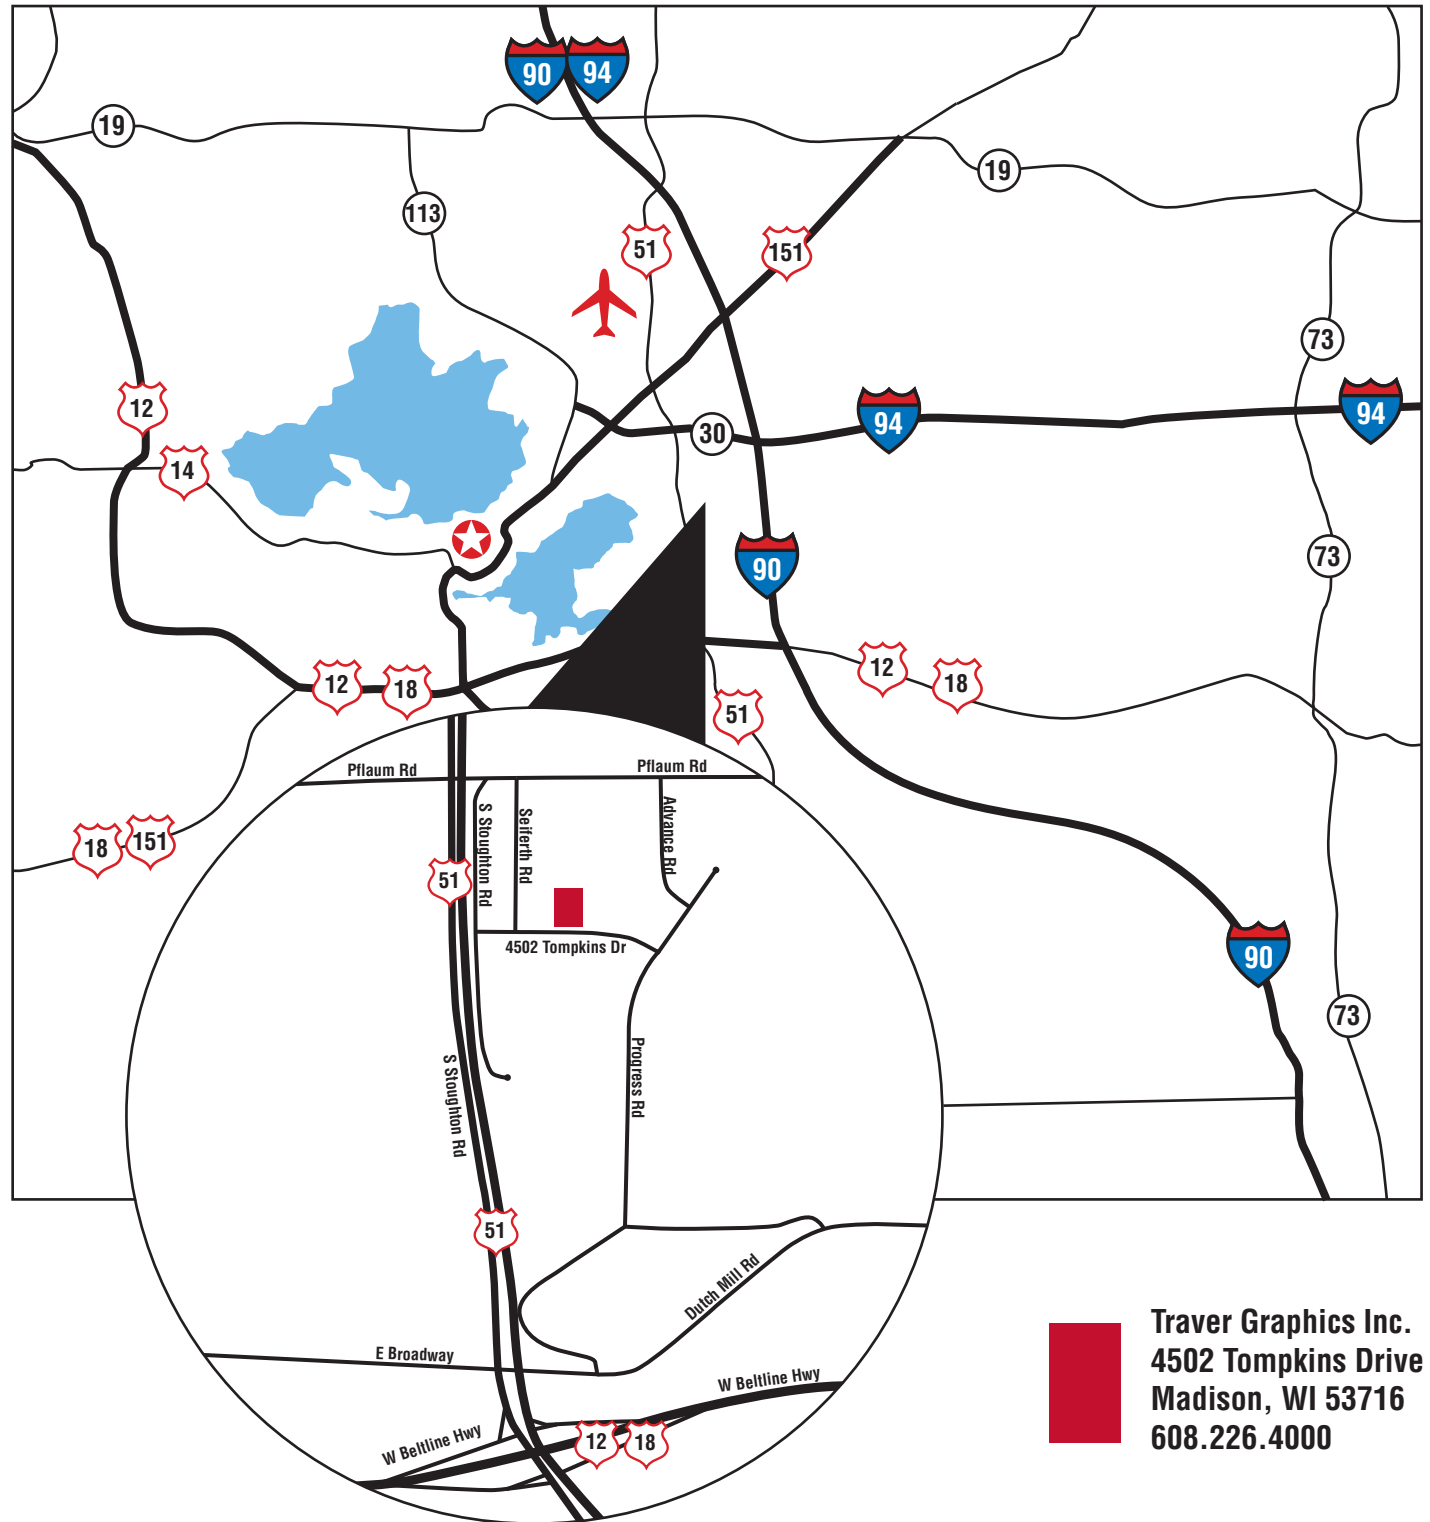 90
94
19
19
113
51
151
73
12
94
94
30
14
73
90
12
18
12
18
51
Pflaum Rd
Pflaum Rd
S Stoughton Rd
Seiferth Rd
Advance Rd
18
151
51
4502 Tompkins Dr
90
73
S Stoughton Rd
Progress Rd
51
Dutch Mill Rd
E Broadway
W Beltline Hwy
W Beltline Hwy
12
18
Traver Graphics Inc.
4502 Tompkins Drive
Madison, WI 53716
608.226.4000